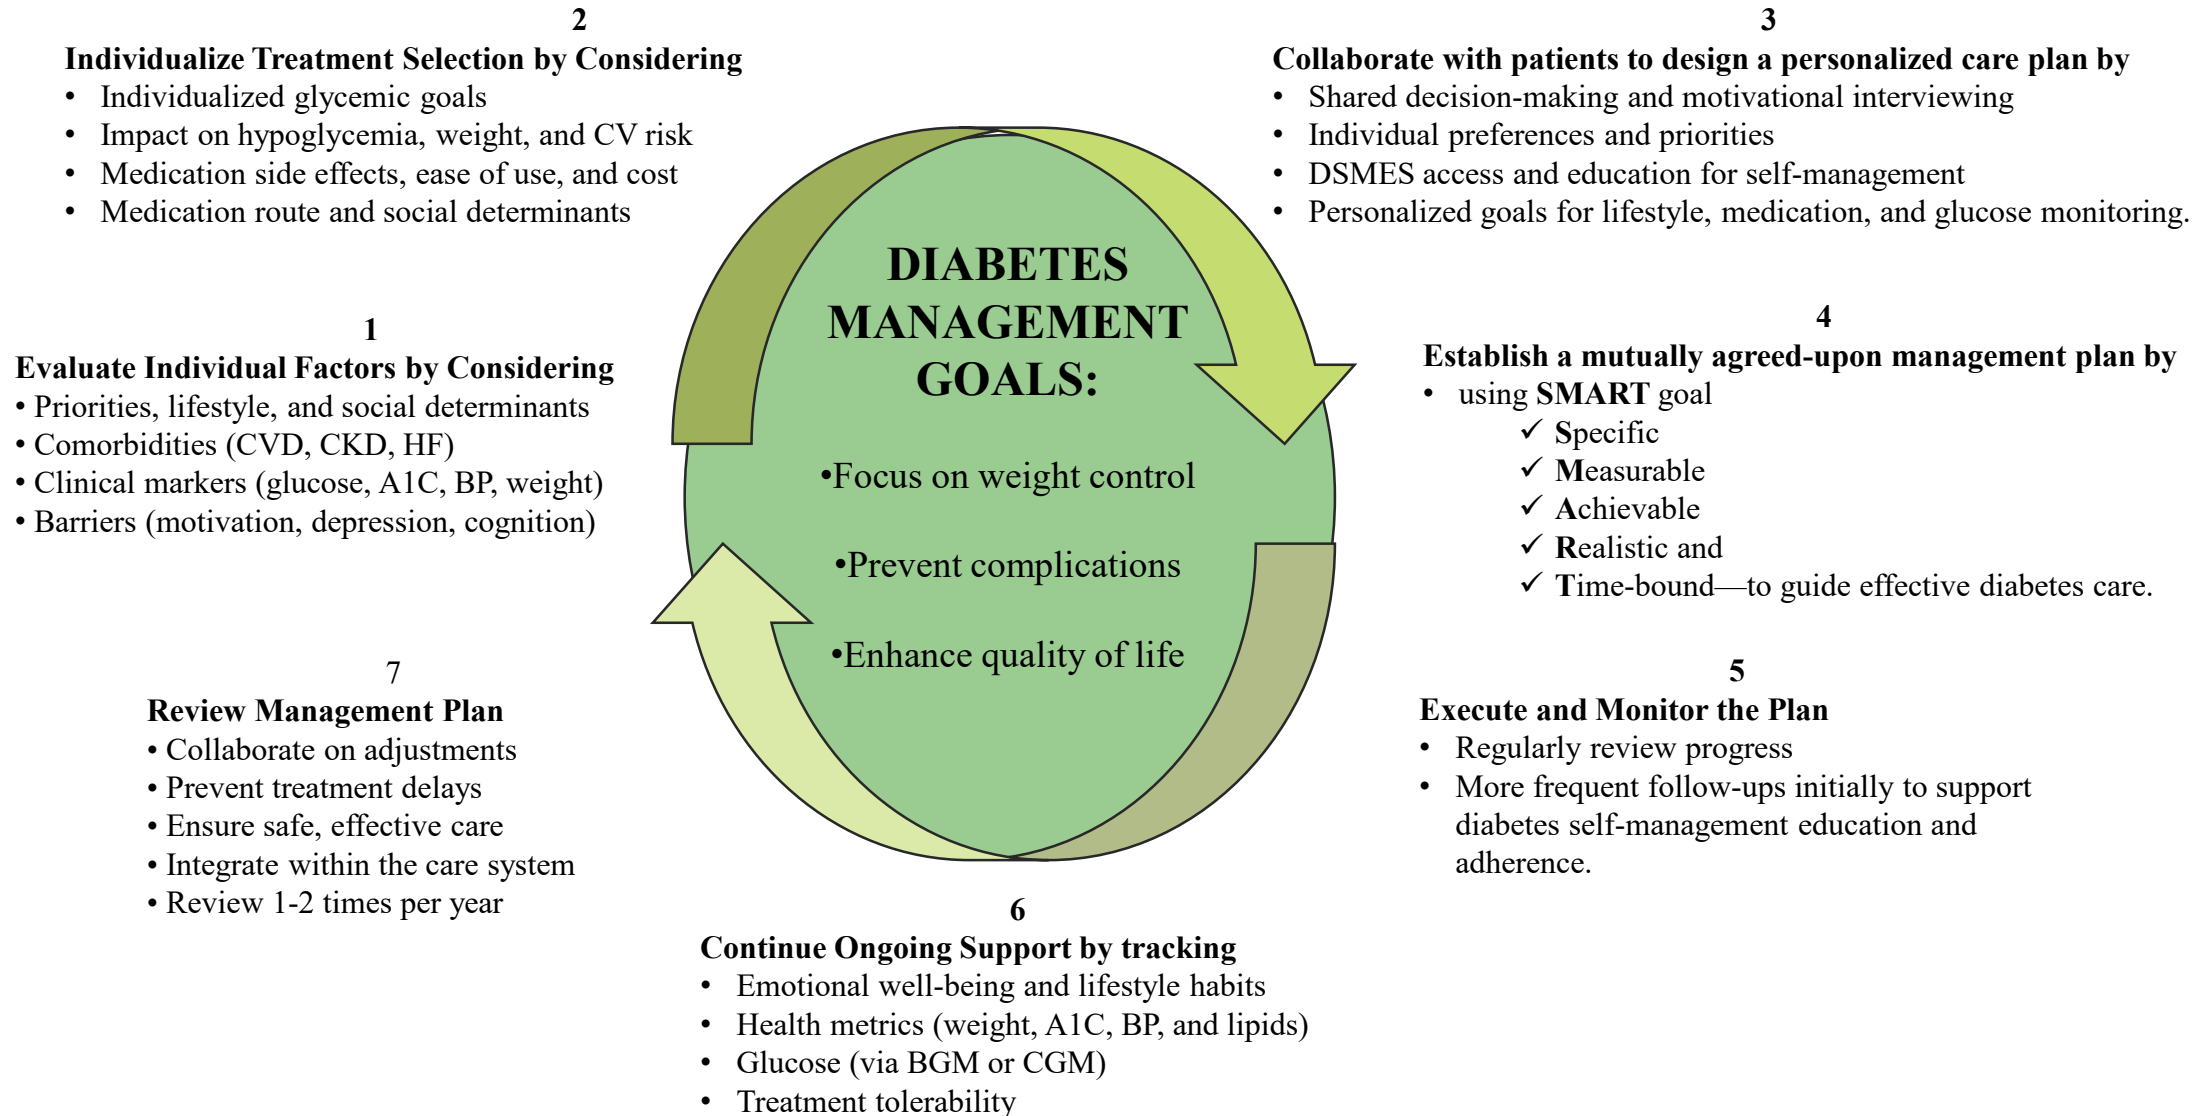 2
Individualize Treatment Selection by Considering
• Individualized glycemic goals
• Impact on hypoglycemia, weight, and CV risk
• Medication side effects, ease of use, and cost
• Medication route and social determinants
3
Collaborate with patients to design a personalized care plan by
• Shared decision-making and motivational interviewing
• Individual preferences and priorities
• DSMES access and education for self-management
• Personalized goals for lifestyle, medication, and glucose monitoring.
DIABETES
MANAGEMENT
GOALS:
•Focus on weight control
•Prevent complications
•Enhance quality of life
1
Evaluate Individual Factors by Considering
• Priorities, lifestyle, and social determinants
• Comorbidities (CVD, CKD, HF)
• Clinical markers (glucose, A1C, BP, weight)
• Barriers (motivation, depression, cognition)
4
Establish a mutually agreed-upon management plan by
• using SMART goal
✓ Specific
✓ Measurable
✓ Achievable
✓ Realistic and
✓ Time-bound—to guide effective diabetes care.
7
Review Management Plan
• Collaborate on adjustments
• Prevent treatment delays
• Ensure safe, effective care
• Integrate within the care system
• Review 1-2 times per year
5
Execute and Monitor the Plan
• Regularly review progress
• More frequent follow-ups initially to support
diabetes self-management education and
adherence.
6
Continue Ongoing Support by tracking
• Emotional well-being and lifestyle habits
• Health metrics (weight, A1C, BP, and lipids)
• Glucose (via BGM or CGM)
• Treatment tolerability